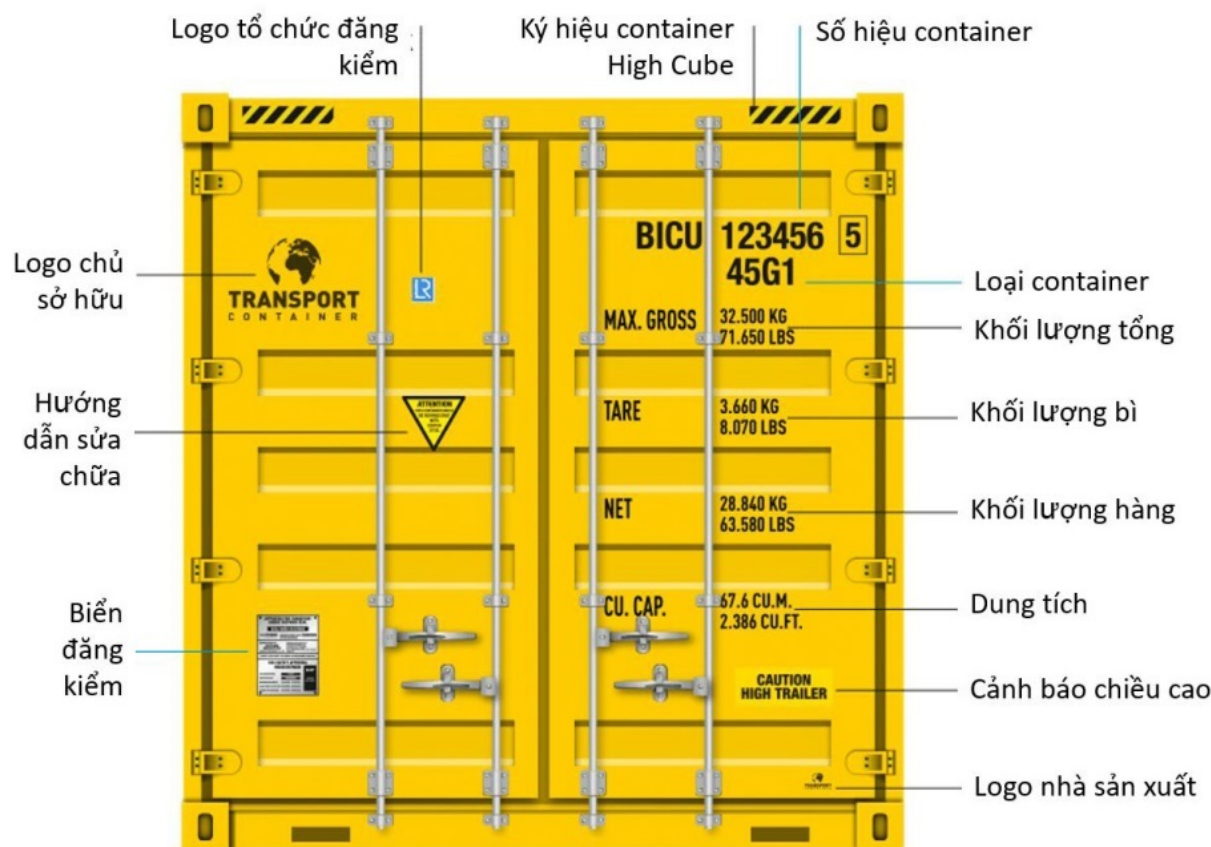 Logo tổ chức đăng
kiểm
Ký hiệu container
High Cube
Số hiệu container
Logo chủ
sở hữu
TRANSPORT
CONTAINER
LR
BICU 123456 5
45G1
Loại container
MAX. GROSS 32.500 KG
71.650 LBS
Khối lượng tổng
Hướng
dẫn sửa
chữa
ATTENTION
TARE 3.660 KG
8.070 LBS
Khối lượng bì
NET 28.840 KG
63.580 LBS
Khối lượng hàng
Biển
đăng
kiểm
CU. CAP. 67.6 CU.M.
2.386 CU.FT.
Dung tích
CAUTION
HIGH TRAILER
Cảnh báo chiều cao
TRANSPORT
Logo nhà sản xuất